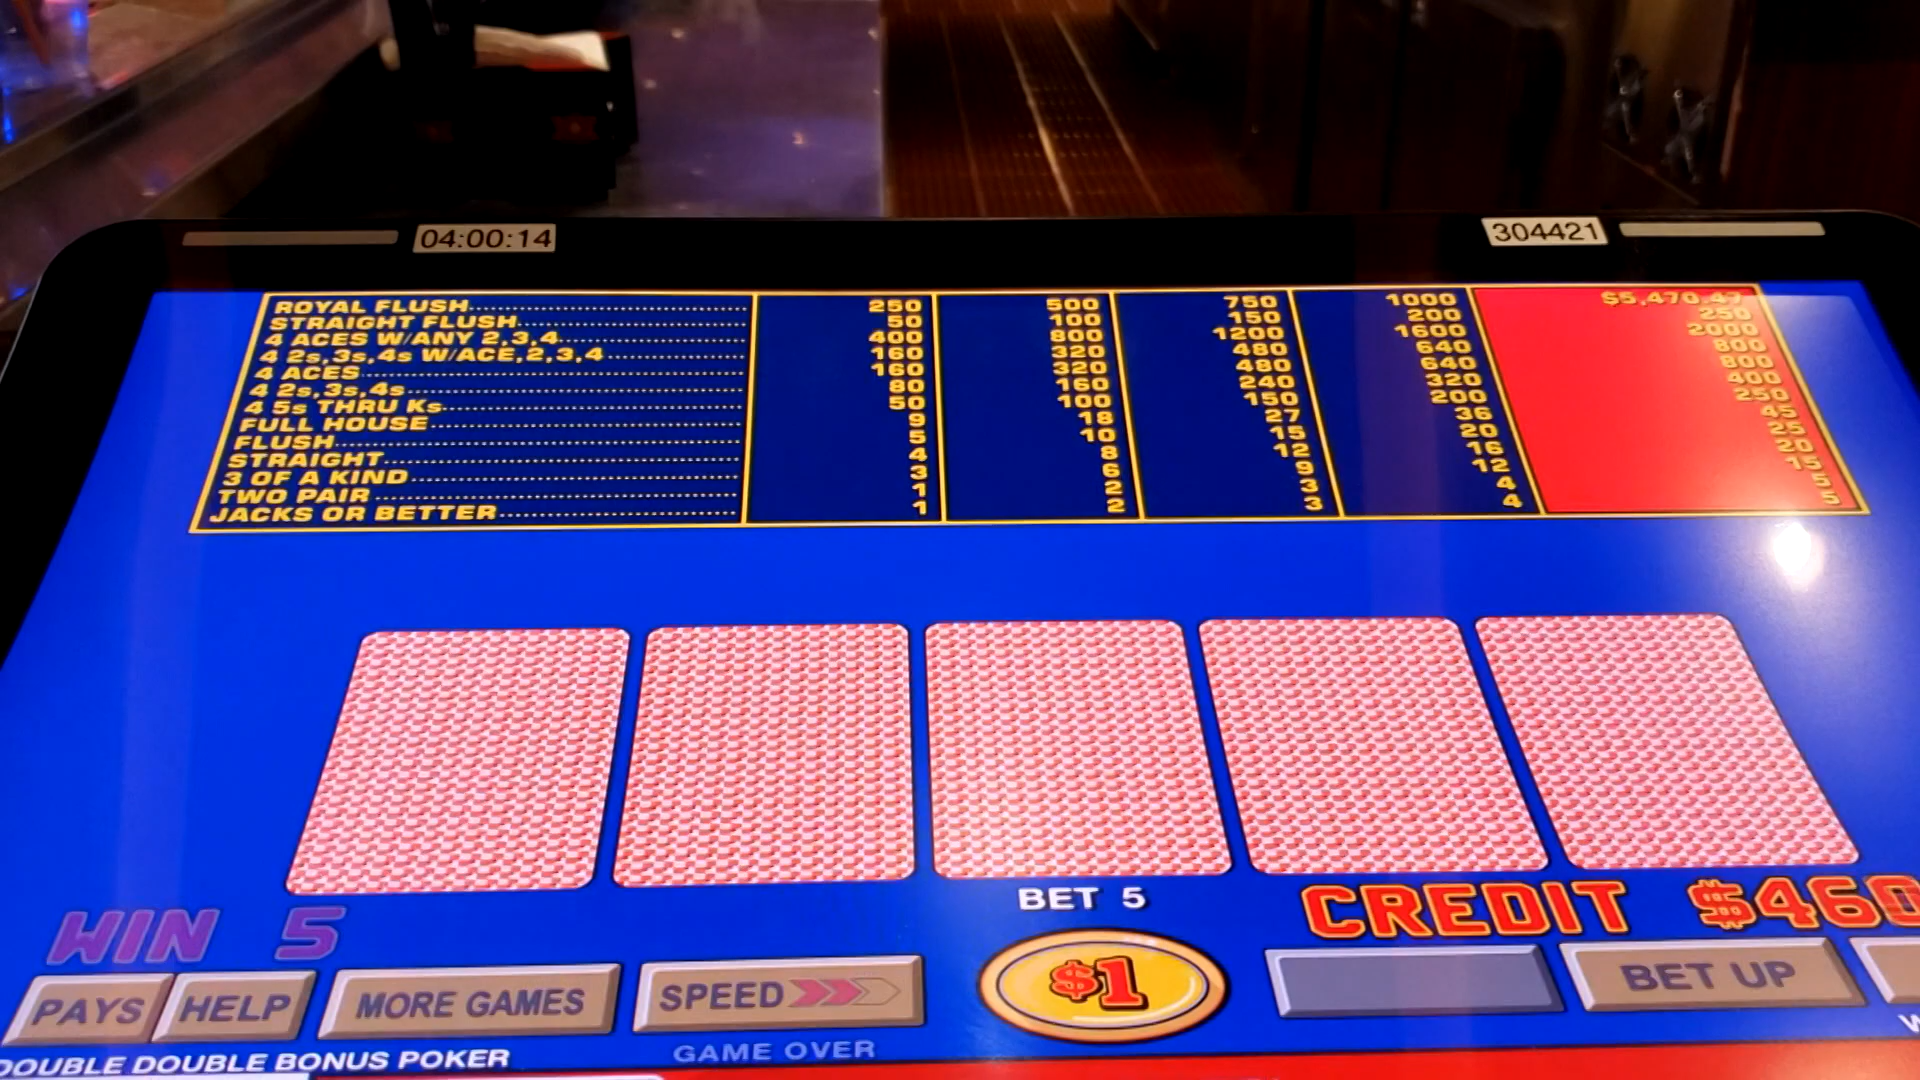 04:00:14 304421
ROYAL FLUSH 250 500 750 1000 $5,470.47
STRAIGHT FLUSH 50 100 150 200 250
4 ACES W/ANY 2,3,4 400 800 1200 1600 2000
4 2s,3s,4s W/ACE,2,3,4 160 320 480 640 800
4 ACES 160 320 480 640 800
4 2s,3s,4s 80 160 240 320 400
4 5s THRU Ks 50 100 150 200 250
FULL HOUSE 9 18 27 36 45
FLUSH 5 10 15 20 25
STRAIGHT 4 8 12 16 20
3 OF A KIND 3 6 9 12 15
TWO PAIR 1 2 3 4 5
JACKS OR BETTER 1 2 3 4 5
BET 5
WIN 5 CREDIT $460
PAYS HELP MORE GAMES SPEED $1 BET UP
DOUBLE DOUBLE BONUS POKER GAME OVER